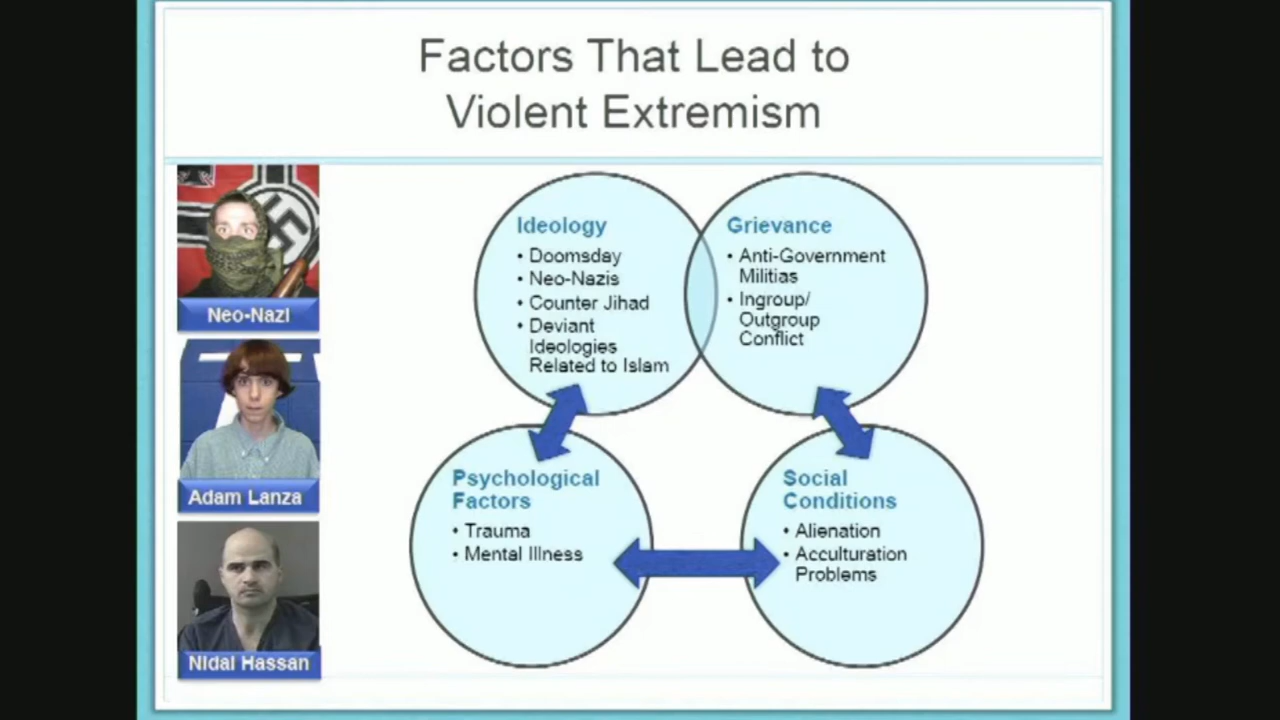 Factors That Lead to
Violent Extremism
Neo-Nazi
Adam Lanza
Nidal Hassan
Ideology
• Doomsday
• Neo-Nazis
• Counter Jihad
• Deviant
Ideologies
Related to Islam
Grievance
• Anti-Government
Militias
• Ingroup/
Outgroup
Conflict
Psychological
Factors
• Trauma
• Mental Illness
Social
Conditions
• Alienation
• Acculturation
Problems